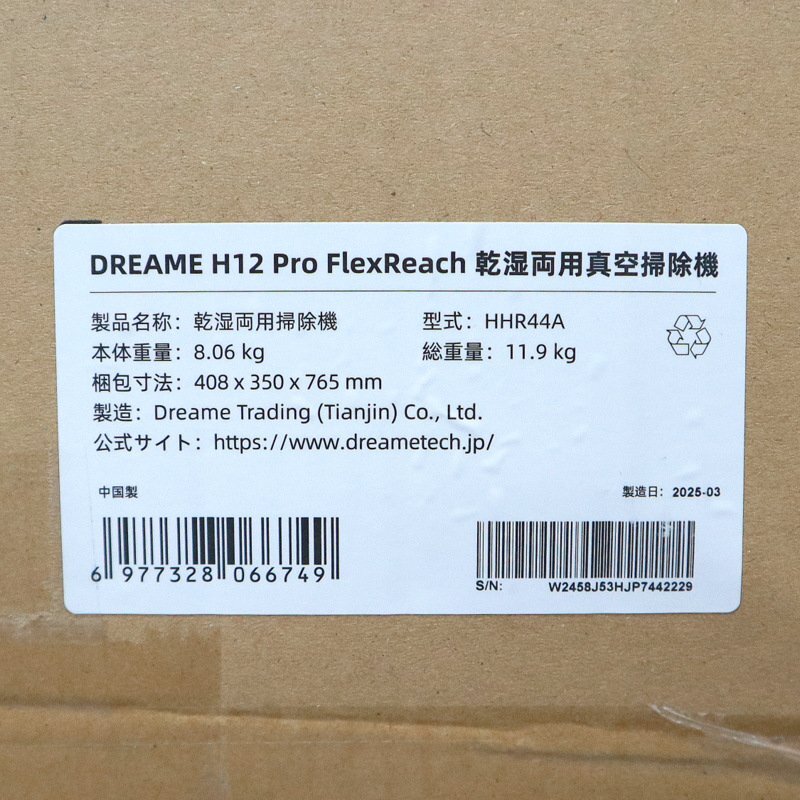 DREAME H12 Pro FlexReach 乾湿両用真空掃除機
製品名称：乾湿両用掃除機 型式：HHR44A
本体重量：8.06 kg 総重量：11.9 kg
梱包寸法：408 x 350 x 765 mm
製造：Dreame Trading (Tianjin) Co., Ltd.
公式サイト：https://www.dreametech.jp/
中国製 製造日：2025-03
6 977328 066749
S/N: W2458J53HJP7442229